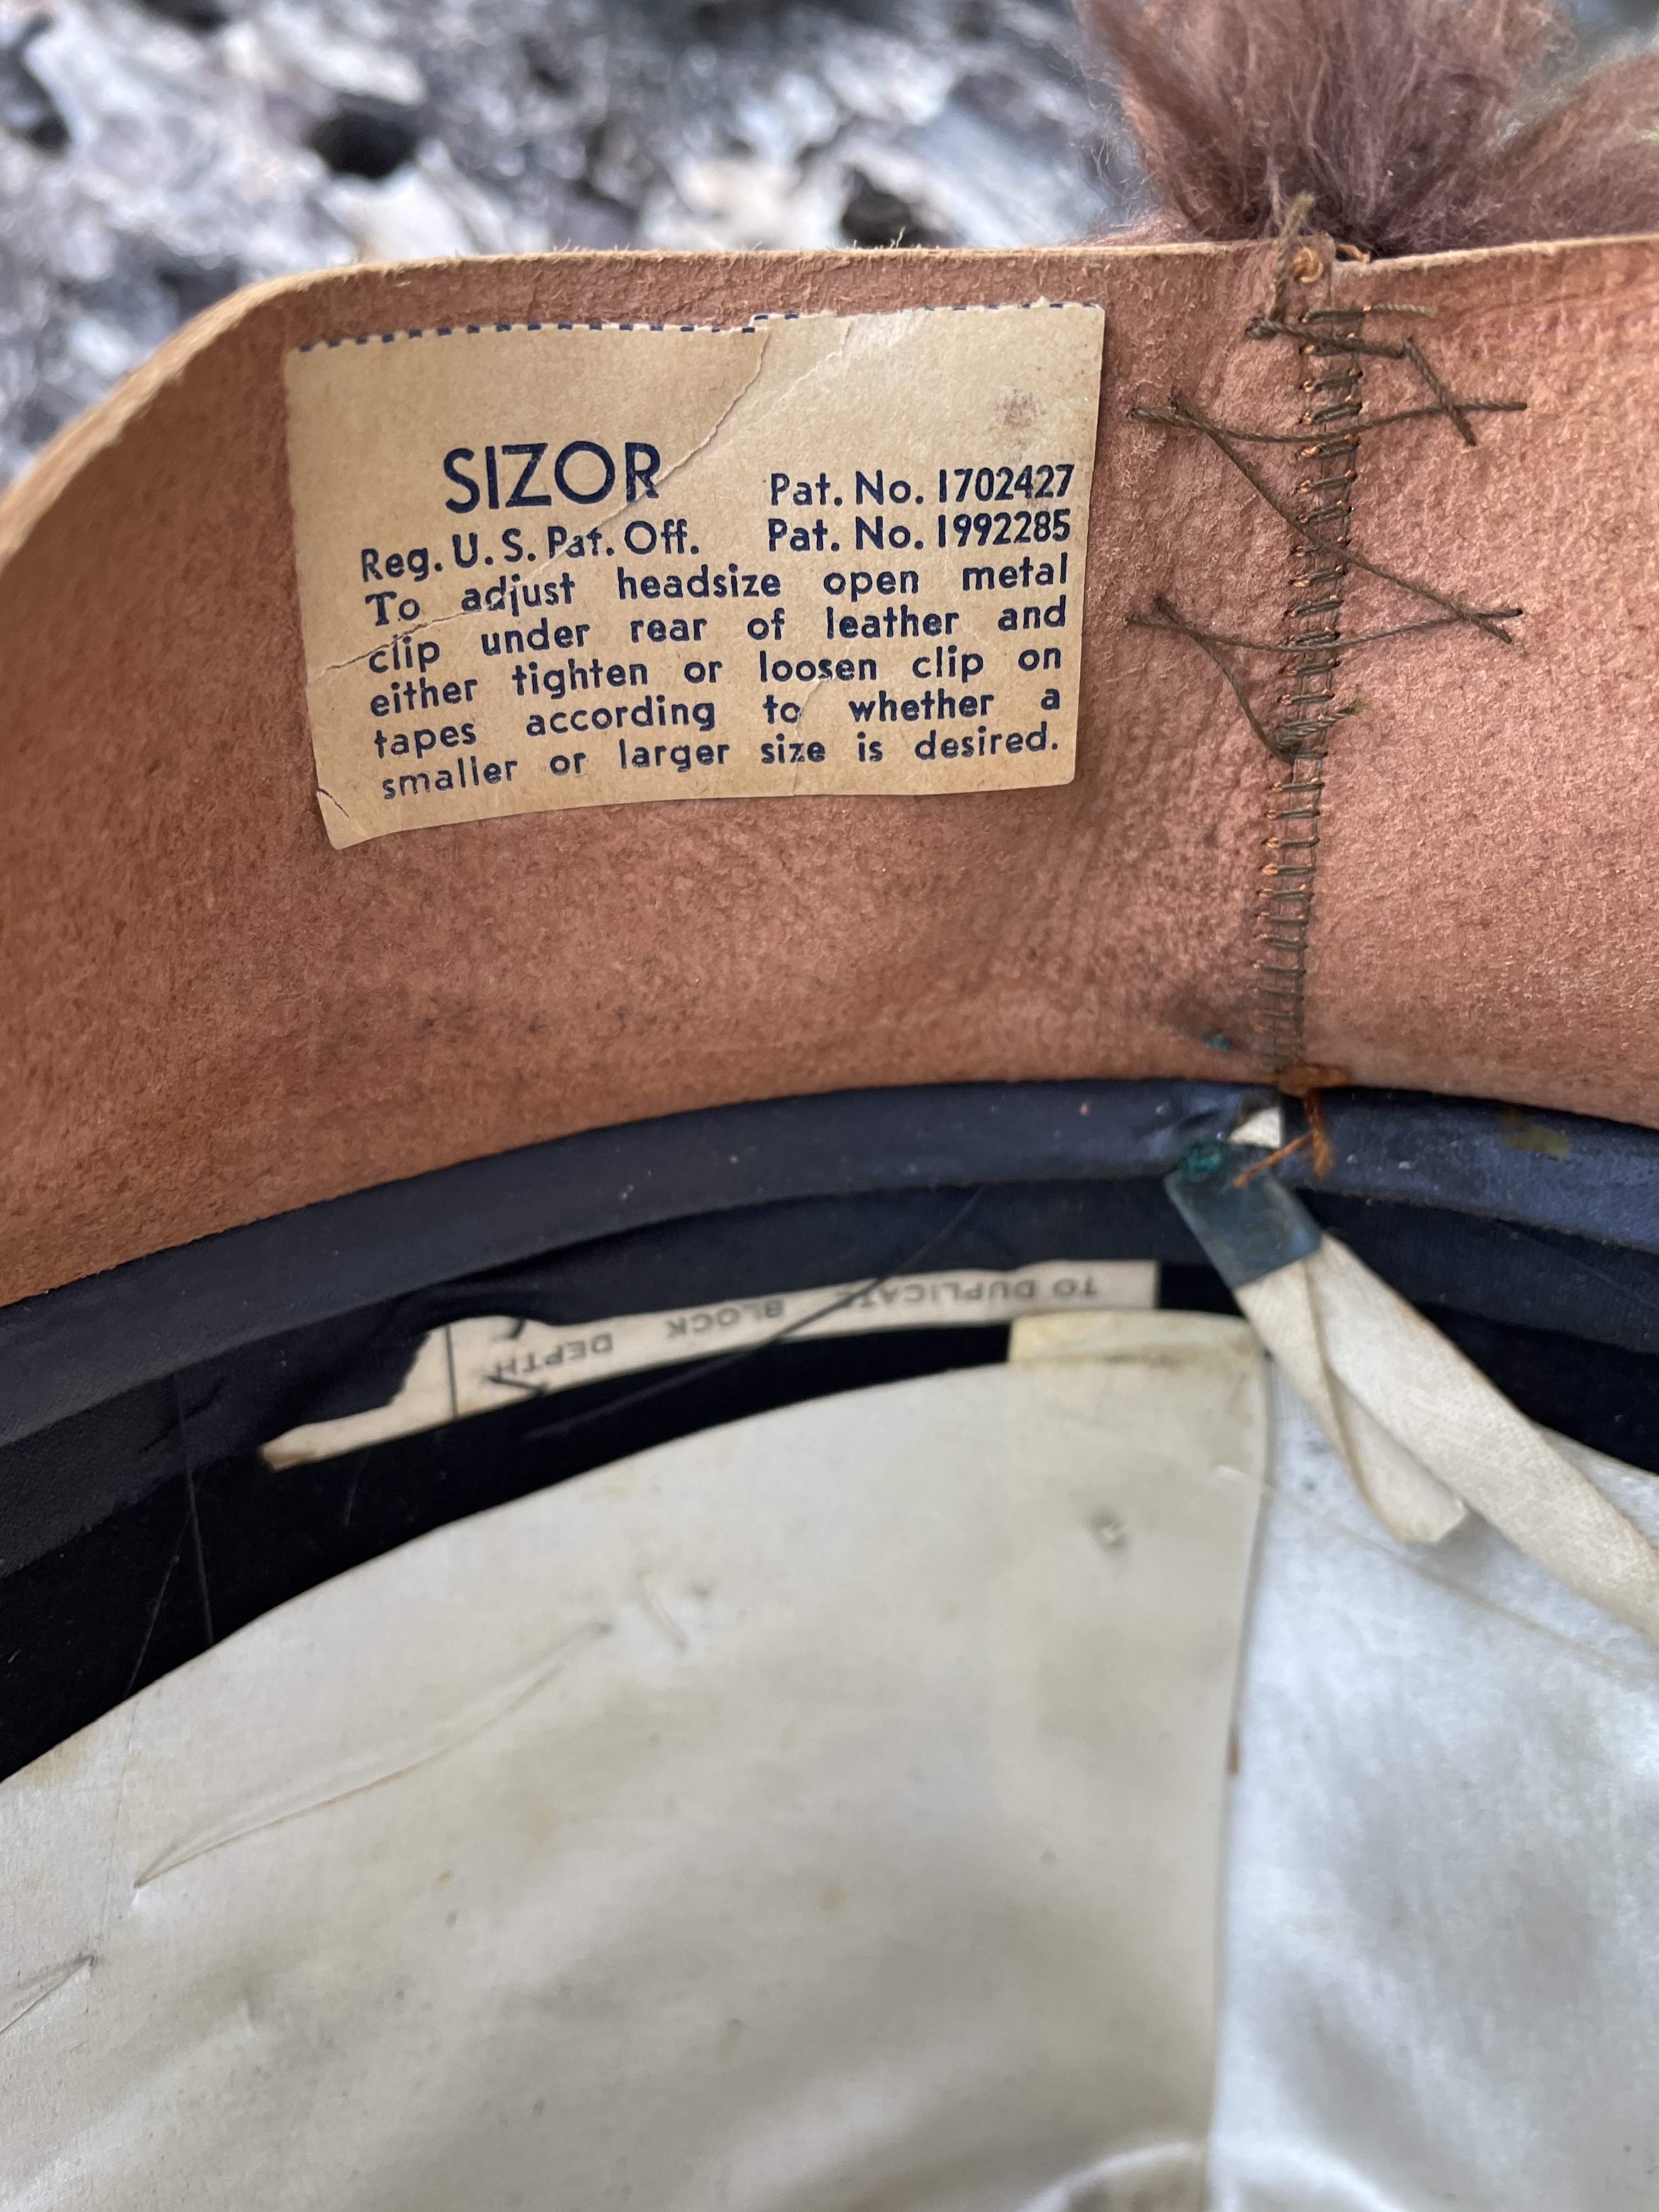 SIZOR
Reg. U. S. Pat. Off.
Pat. No. 1702427
Pat. No. 1992285
To adjust headsize open metal
clip under rear of leather and
either tighten or loosen clip on
tapes according to whether a
smaller or larger size is desired.
TO DUPLICATE BLOCK DEPTH